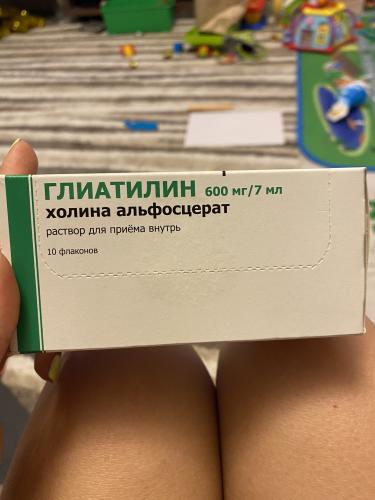 ГЛИАТИЛИН 600 мг/7 мл
холина альфосцерат
раствор для приёма внутрь
10 флаконов